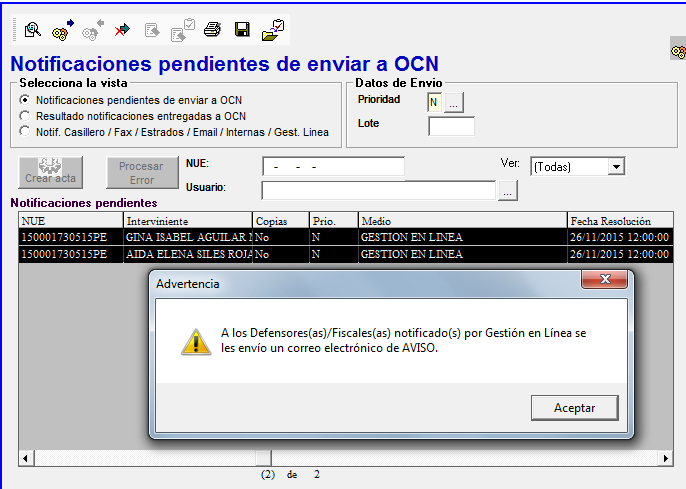 Notificaciones pendientes de enviar a OCN
Selecciona la vista
Notificaciones pendientes de enviar a OCN
Resultado notificaciones entregadas a OCN
Notif. Casillero / Fax / Estrados / Email / Internas / Gest. Linea
Datos de Envio
Prioridad N ...
Lote
Crear acta
Procesar
Error
NUE: - - -
Ver: (Todas)
Usuario: ...
Notificaciones pendientes
NUE Interviniente Copias Prio. Medio Fecha Resolución
150001730515PE GINA ISABEL AGUILAR No N GESTION EN LINEA 26/11/2015 12:00:00
150001730515PE AIDA ELENA SILES ROJA No N GESTION EN LINEA 26/11/2015 12:00:00
Advertencia
A los Defensores(as)/Fiscales(as) notificado(s) por Gestión en Línea se
les envío un correo electrónico de AVISO.
Aceptar
(2) de 2